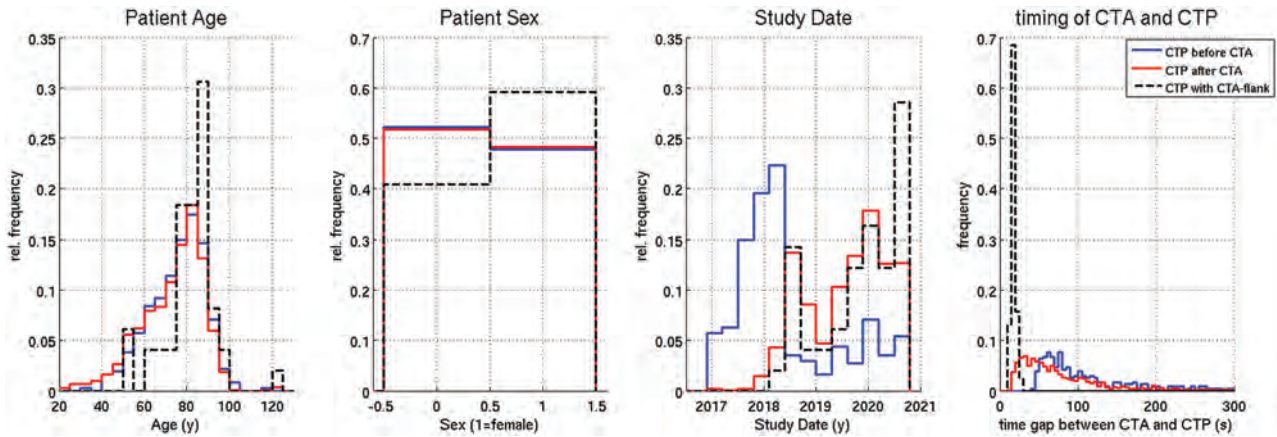 Patient Age
0.35
0.3
0.25
0.2
0.15
0.1
0.05
0
20 40 60 80 100 120
Age (y)
rel. frequency
Patient Sex
0.7
0.6
0.5
0.4
0.3
0.2
0.1
0
-0.5 0 0.5 1 1.5
Sex (1=female)
rel. frequency
Study Date
0.35
0.3
0.25
0.2
0.15
0.1
0.05
0
2017 2018 2019 2020 2021
Study Date (y)
rel. frequency
timing of CTA and CTP
CTP before CTA
CTP after CTA
CTP with CTA-flank
0.7
0.6
0.5
0.4
0.3
0.2
0.1
0
0 100 200 300
time gap between CTA and CTP (s)
frequency